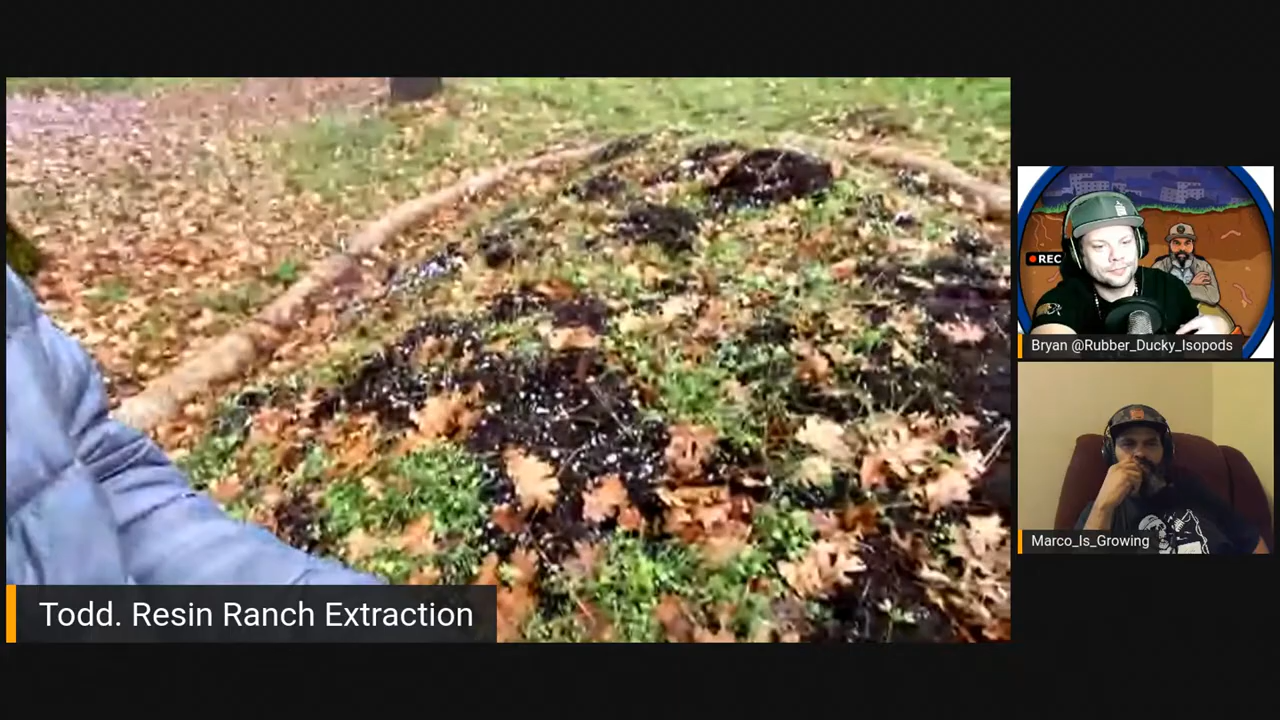 Todd. Resin Ranch Extraction
REC
Bryan @Rubber_Ducky_Isopods
Marco_Is_Growing